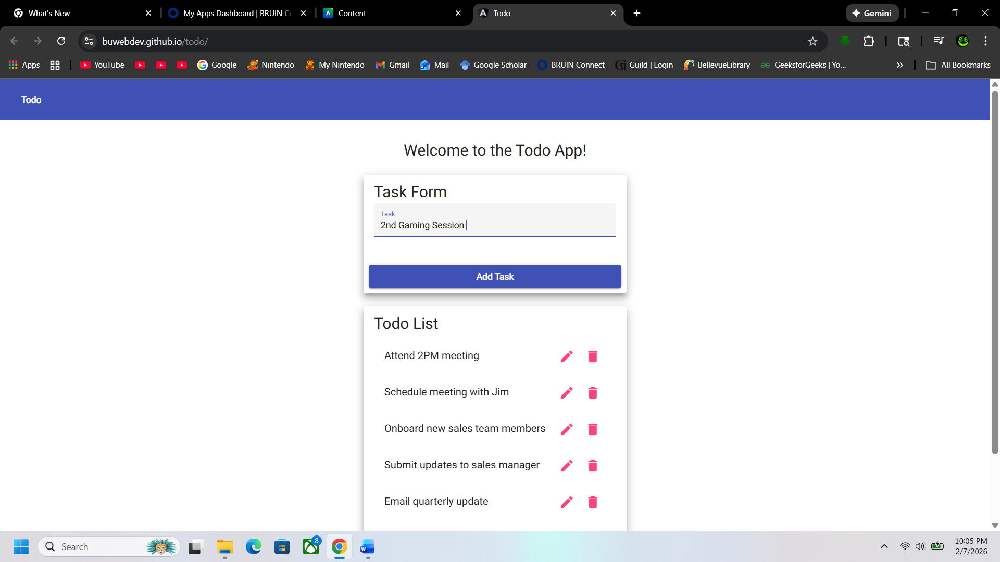 What's New
My Apps Dashboard | BRUIN Co
Content
Todo
Gemini
buwebdev.github.io/todo/
Apps
YouTube
Google
Nintendo
My Nintendo
Gmail
Mail
Google Scholar
BRUIN Connect
Guild | Login
BellevueLibrary
GeeksforGeeks | Yo...
All Bookmarks
Todo
Welcome to the Todo App!
Task Form
Task
2nd Gaming Session
Add Task
Todo List
Attend 2PM meeting
Schedule meeting with Jim
Onboard new sales team members
Submit updates to sales manager
Email quarterly update
Search
8
10:05 PM
2/7/2026